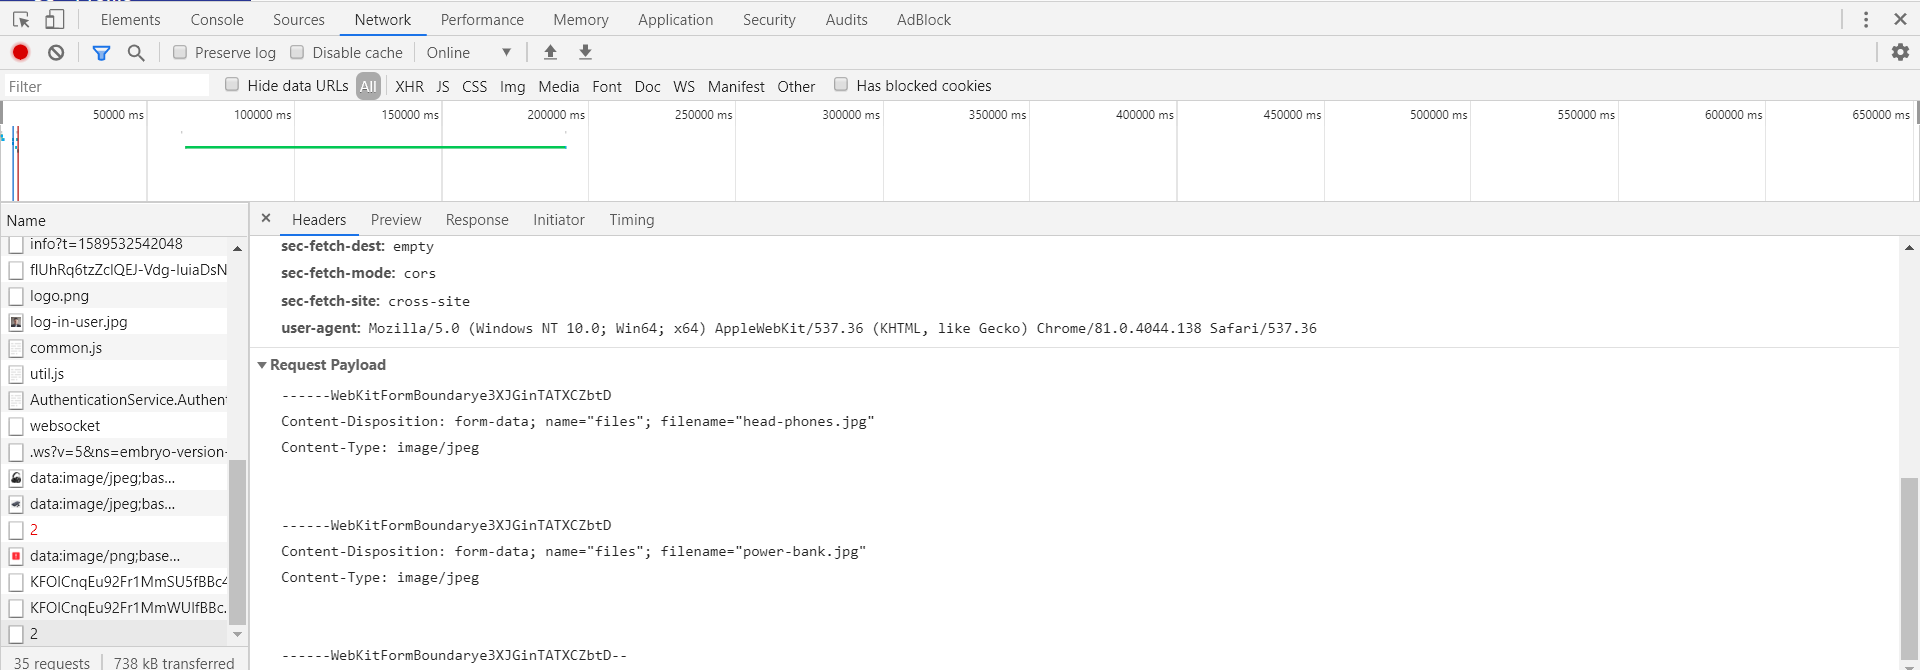 Elements Console Sources Network Performance Memory Application Security Audits AdBlock
Preserve log Disable cache Online
Filter Hide data URLs All XHR JS CSS Img Media Font Doc WS Manifest Other Has blocked cookies
50000 ms 100000 ms 150000 ms 200000 ms 250000 ms 300000 ms 350000 ms 400000 ms 450000 ms 500000 ms 550000 ms 600000 ms 650000 ms
Name
info?t=1589532542048
logo.png
log-in-user.jpg
common.js
util.js
AuthenticationService.Authent
websocket
.ws?v=5&ns=embryo-version-
data:image/jpeg;bas...
data:image/jpeg;bas...
2
data:image/png;base...
KFOlCnqEu92Fr1MmSU5fBBc4
KFOlCnqEu92Fr1MmWUlfBBc.
2
35 requests 738 kB transferred
Headers Preview Response Initiator Timing
sec-fetch-dest: empty
sec-fetch-mode: cors
sec-fetch-site: cross-site
user-agent: Mozilla/5.0 (Windows NT 10.0; Win64; x64) AppleWebKit/537.36 (KHTML, like Gecko) Chrome/81.0.4044.138 Safari/537.36
Request Payload
------WebKitFormBoundarye3XJGinTATXCZbtD
Content-Disposition: form-data; name="files"; filename="head-phones.jpg"
Content-Type: image/jpeg
------WebKitFormBoundarye3XJGinTATXCZbtD
Content-Disposition: form-data; name="files"; filename="power-bank.jpg"
Content-Type: image/jpeg
------WebKitFormBoundarye3XJGinTATXCZbtD--